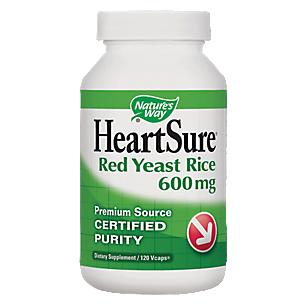 Nature's
Way
HeartSure®
Red Yeast Rice
600 mg
Premium Source
CERTIFIED
PURITY
Dietary Supplement / 120 Vcaps®